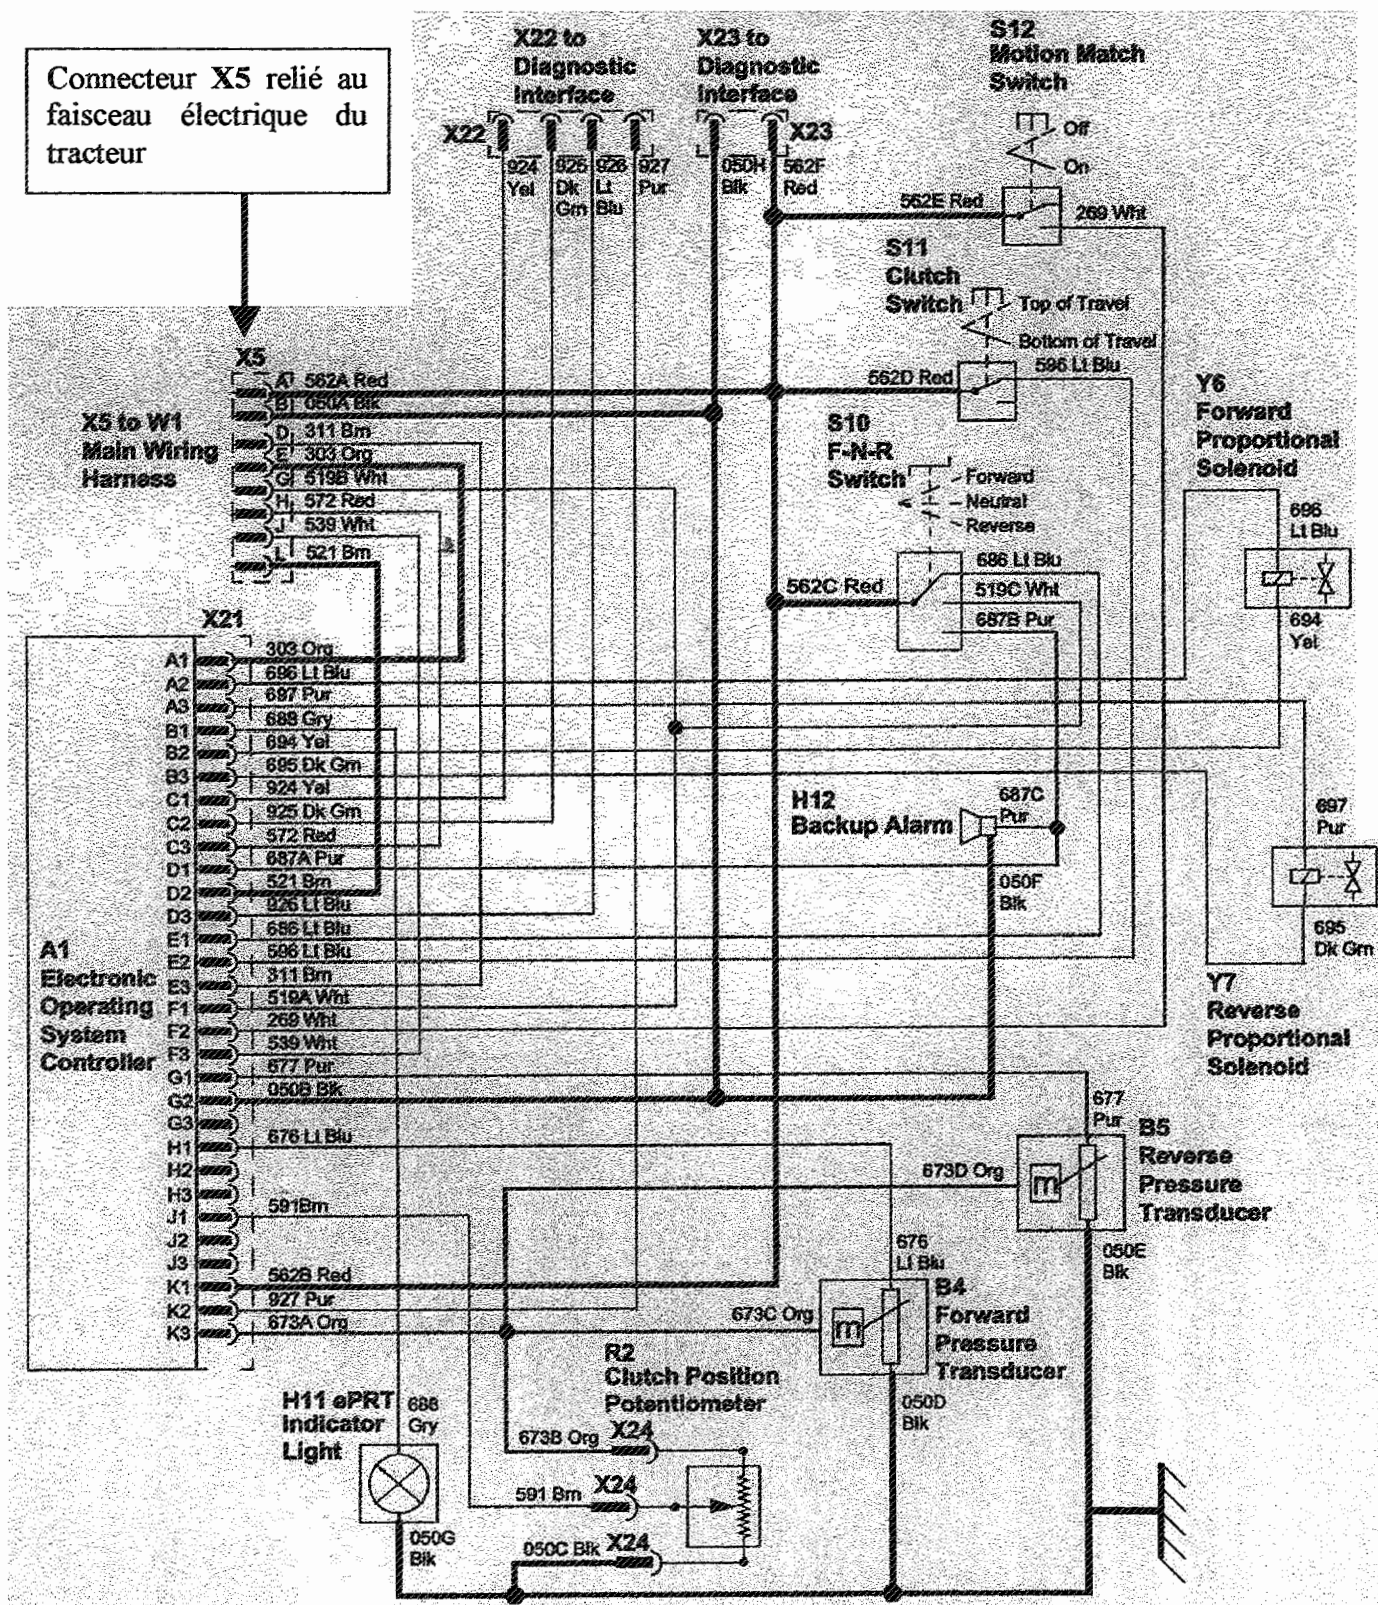 Connecteur X5 relié au
faisceau électrique du
tracteur
X22 to
Diagnostic
Interface
X23 to
Diagnostic
Interface
S12
Motion Match
Switch
X22
X23
Off
On
924
Yel
925
Dk
Grn
926
Lt
Blu
927
Pur
050H
Blk
562F
Red
562E Red
269 Wht
S11
Clutch
Switch
Top of Travel
Bottom of Travel
562D Red
596 Lt Blu
X5
X5 to W1
Main Wiring
Harness
A 562A Red
B 050A Blk
D 311 Brn
E 303 Org
G 519B Wht
H 572 Red
J 539 Wht
L 521 Brn
S10
F-N-R
Switch
Forward
Neutral
Reverse
562C Red
686 Lt Blu
519C Wht
687B Pur
Y6
Forward
Proportional
Solenoid
696
Lt Blu
694
Yel
X21
A1 303 Org
A2 696 Lt Blu
A3 697 Pur
B1 688 Gry
B2 694 Yel
B3 695 Dk Grn
C1 924 Yel
C2 925 Dk Grn
C3 572 Red
D1 687A Pur
D2 521 Brn
D3 926 Lt Blu
E1 686 Lt Blu
E2 596 Lt Blu
E3 311 Brn
F1 519A Wht
F2 269 Wht
F3 539 Wht
G1 677 Pur
G2 050B Blk
G3
H1 676 Lt Blu
H2
H3
J1 591Brn
J2
J3
K1 562B Red
K2 927 Pur
K3 673A Org
A1
Electronic
Operating
System
Controller
H12
Backup Alarm
687C
Pur
050F
Blk
697
Pur
695
Dk Grn
Y7
Reverse
Proportional
Solenoid
677
Pur
B5
Reverse
Pressure
Transducer
673D Org
m
050E
Blk
676
Lt Blu
B4
Forward
Pressure
Transducer
673C Org
m
050D
Blk
R2
Clutch Position
Potentiometer
H11 ePRT
Indicator
Light
688
Gry
673B Org
X24
591 Brn
X24
050C Blk
X24
050G
Blk